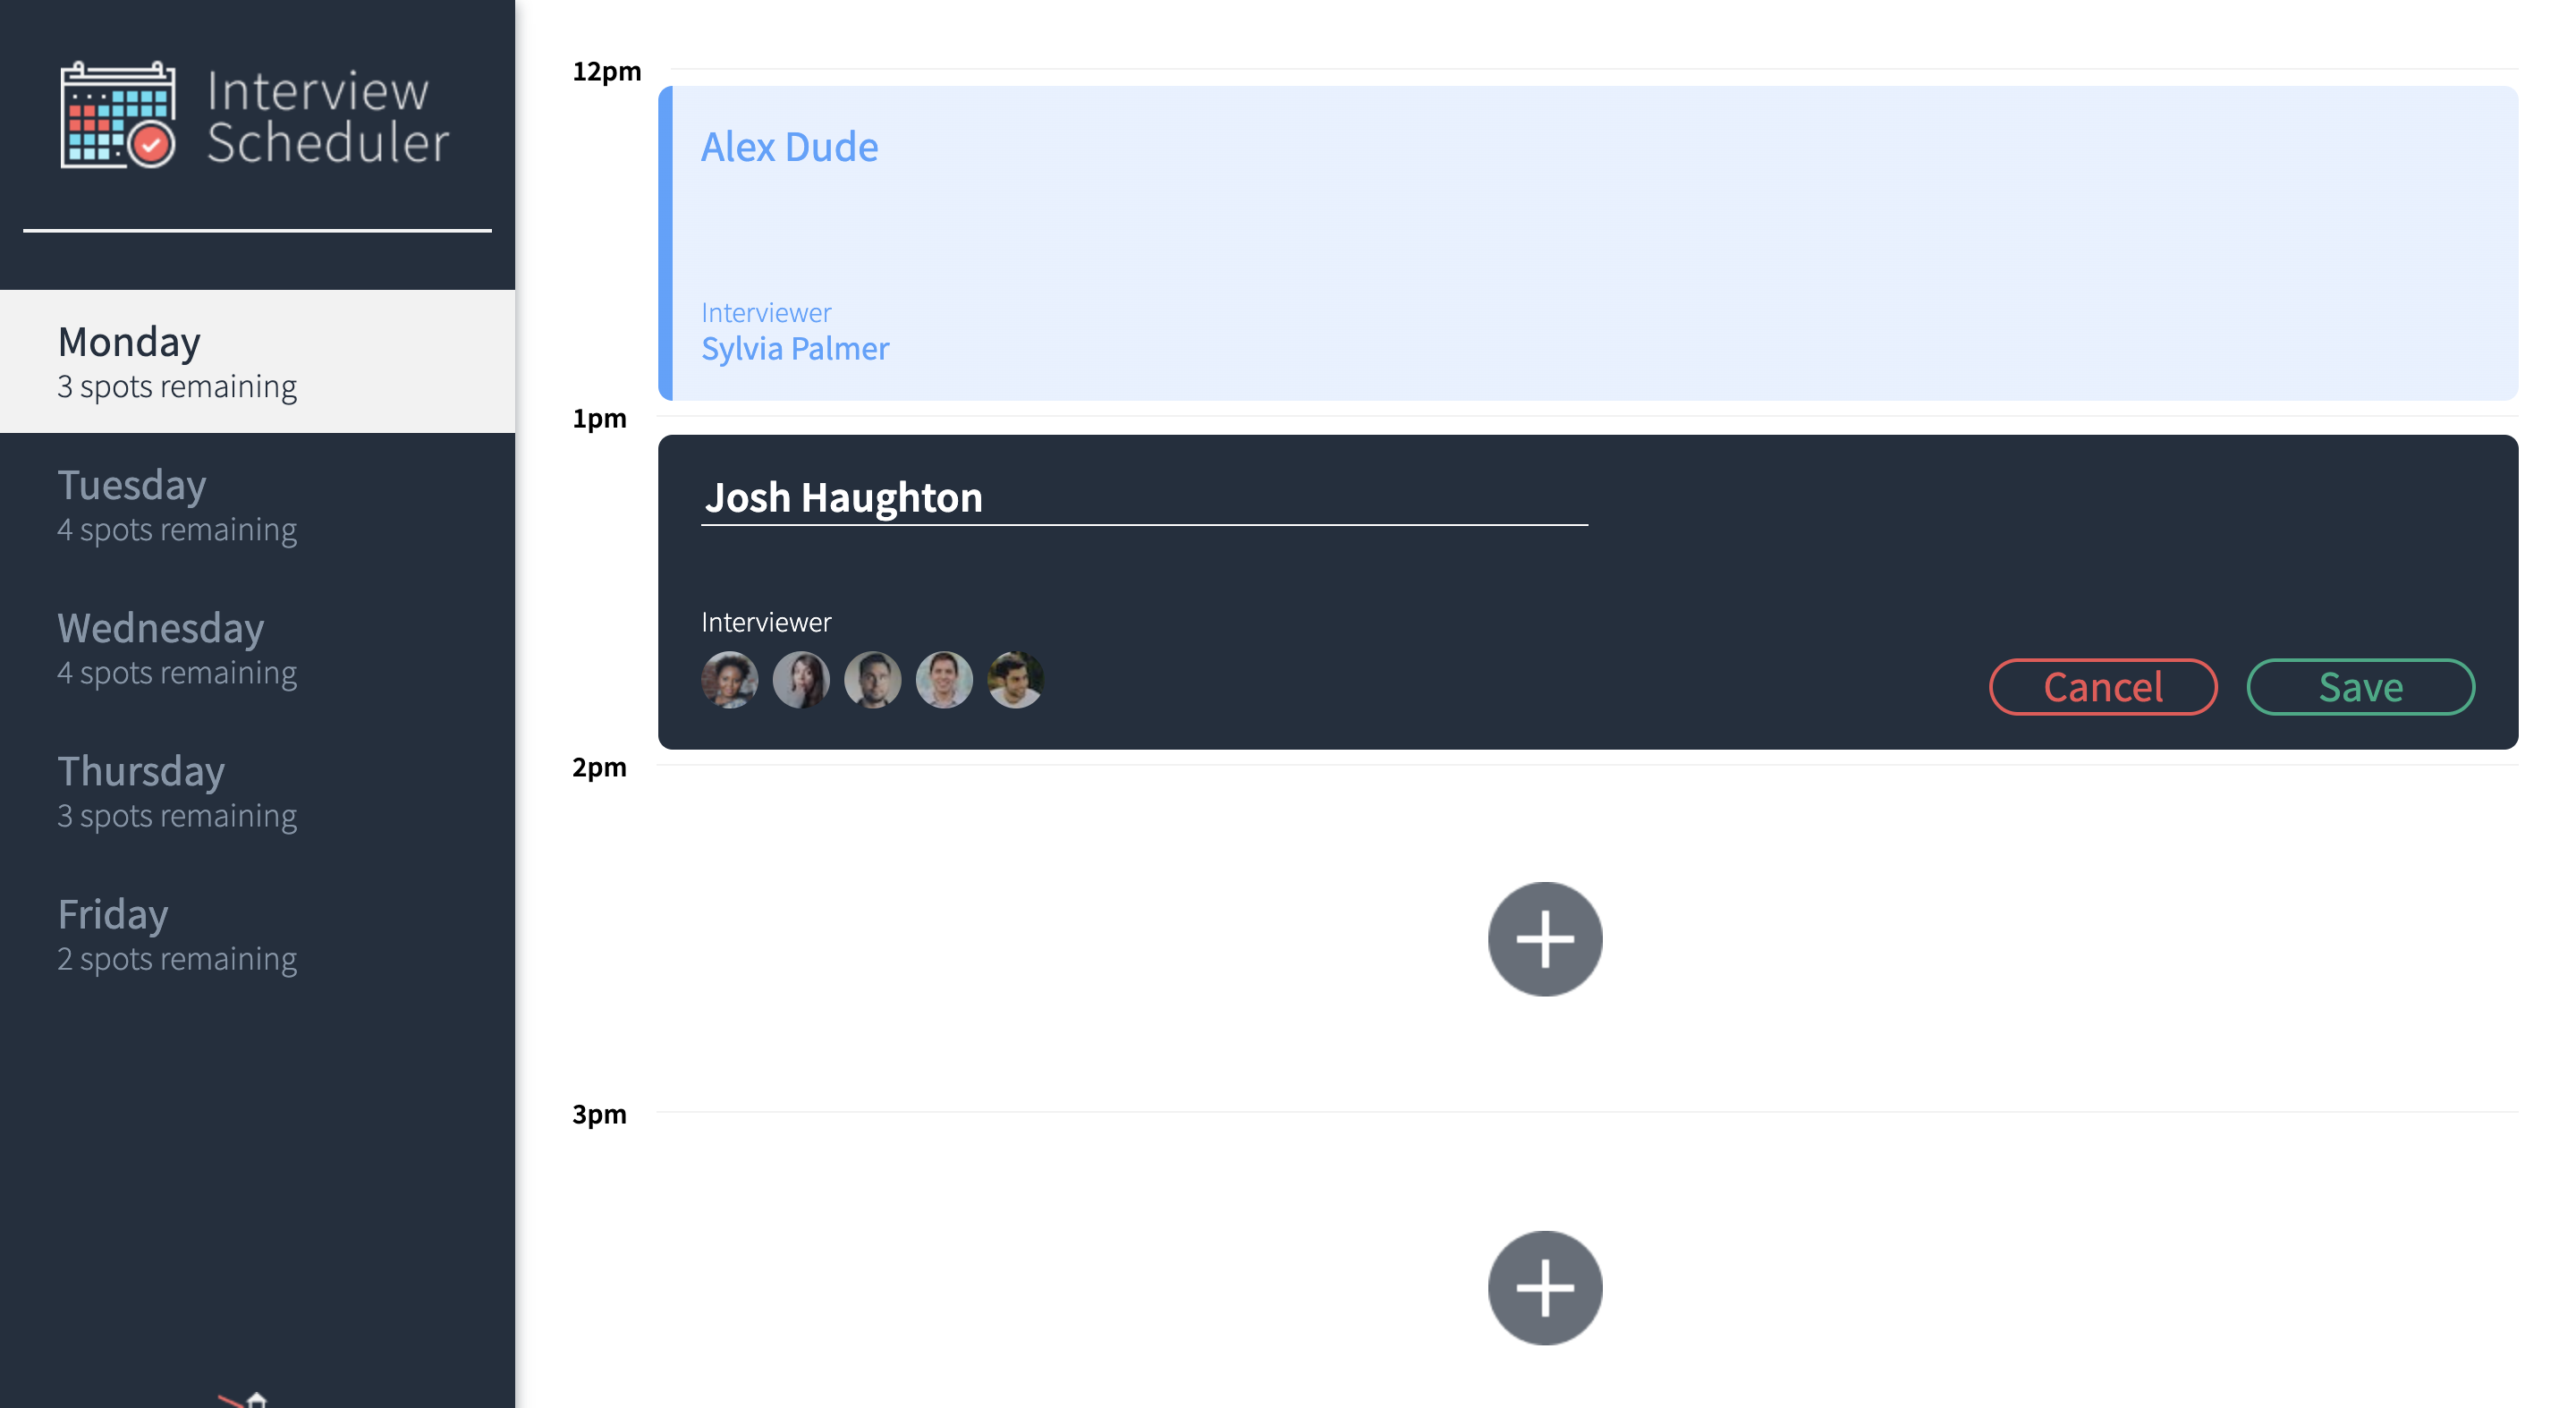 Interview
Scheduler
Monday
3 spots remaining
Tuesday
4 spots remaining
Wednesday
4 spots remaining
Thursday
3 spots remaining
Friday
2 spots remaining
12pm
Alex Dude
Interviewer
Sylvia Palmer
1pm
Josh Haughton
Interviewer
Cancel
Save
2pm
3pm